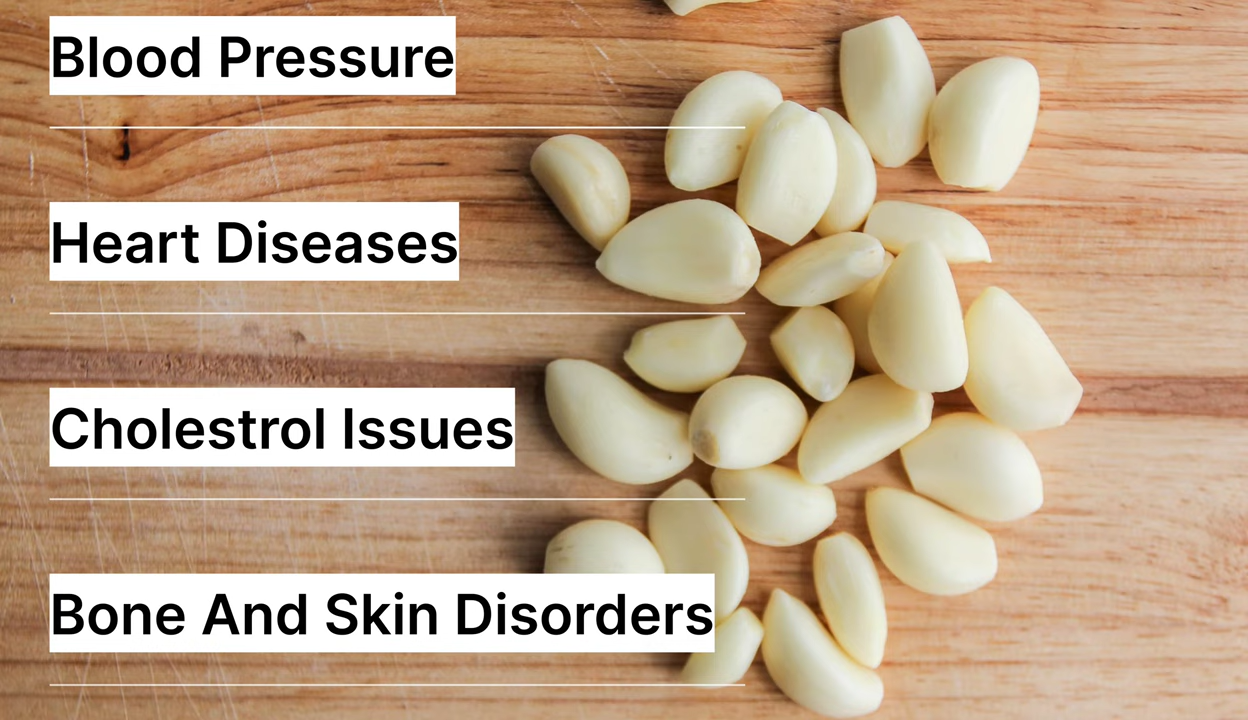 Blood Pressure
Heart Diseases
Cholestrol Issues
Bone And Skin Disorders